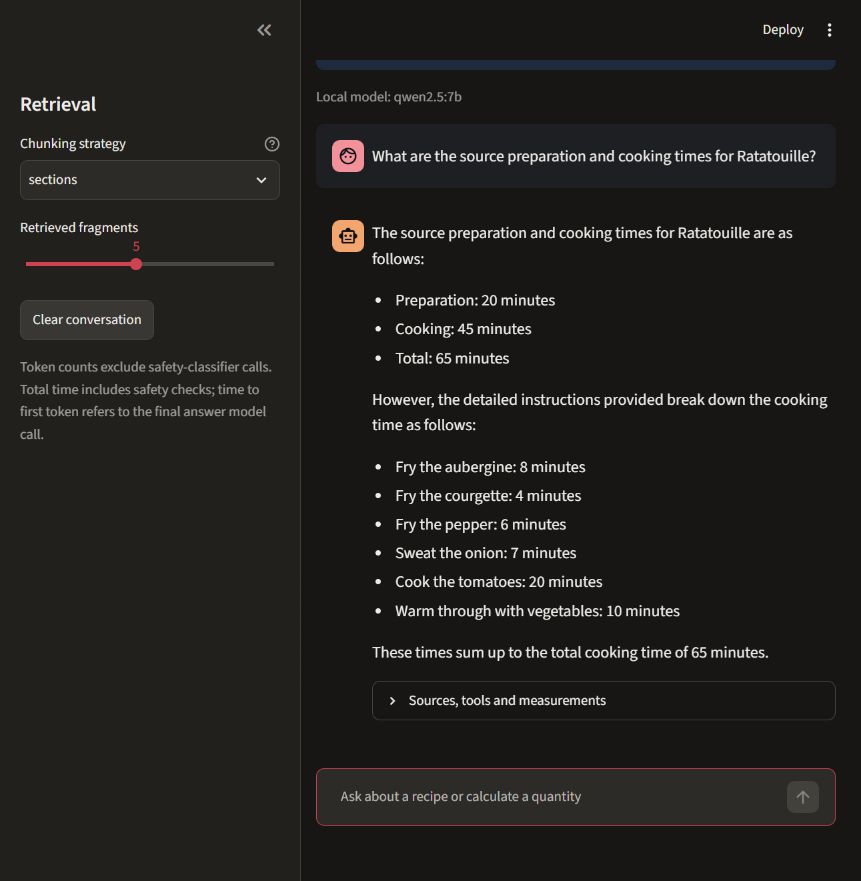 Deploy
Retrieval
Chunking strategy
sections
Retrieved fragments
5
Clear conversation
Token counts exclude safety-classifier calls.
Total time includes safety checks; time to
first token refers to the final answer model
call.
Local model: qwen2.5:7b
What are the source preparation and cooking times for Ratatouille?
The source preparation and cooking times for Ratatouille are as
follows:
Preparation: 20 minutes
Cooking: 45 minutes
Total: 65 minutes
However, the detailed instructions provided break down the cooking
time as follows:
Fry the aubergine: 8 minutes
Fry the courgette: 4 minutes
Fry the pepper: 6 minutes
Sweat the onion: 7 minutes
Cook the tomatoes: 20 minutes
Warm through with vegetables: 10 minutes
These times sum up to the total cooking time of 65 minutes.
Sources, tools and measurements
Ask about a recipe or calculate a quantity